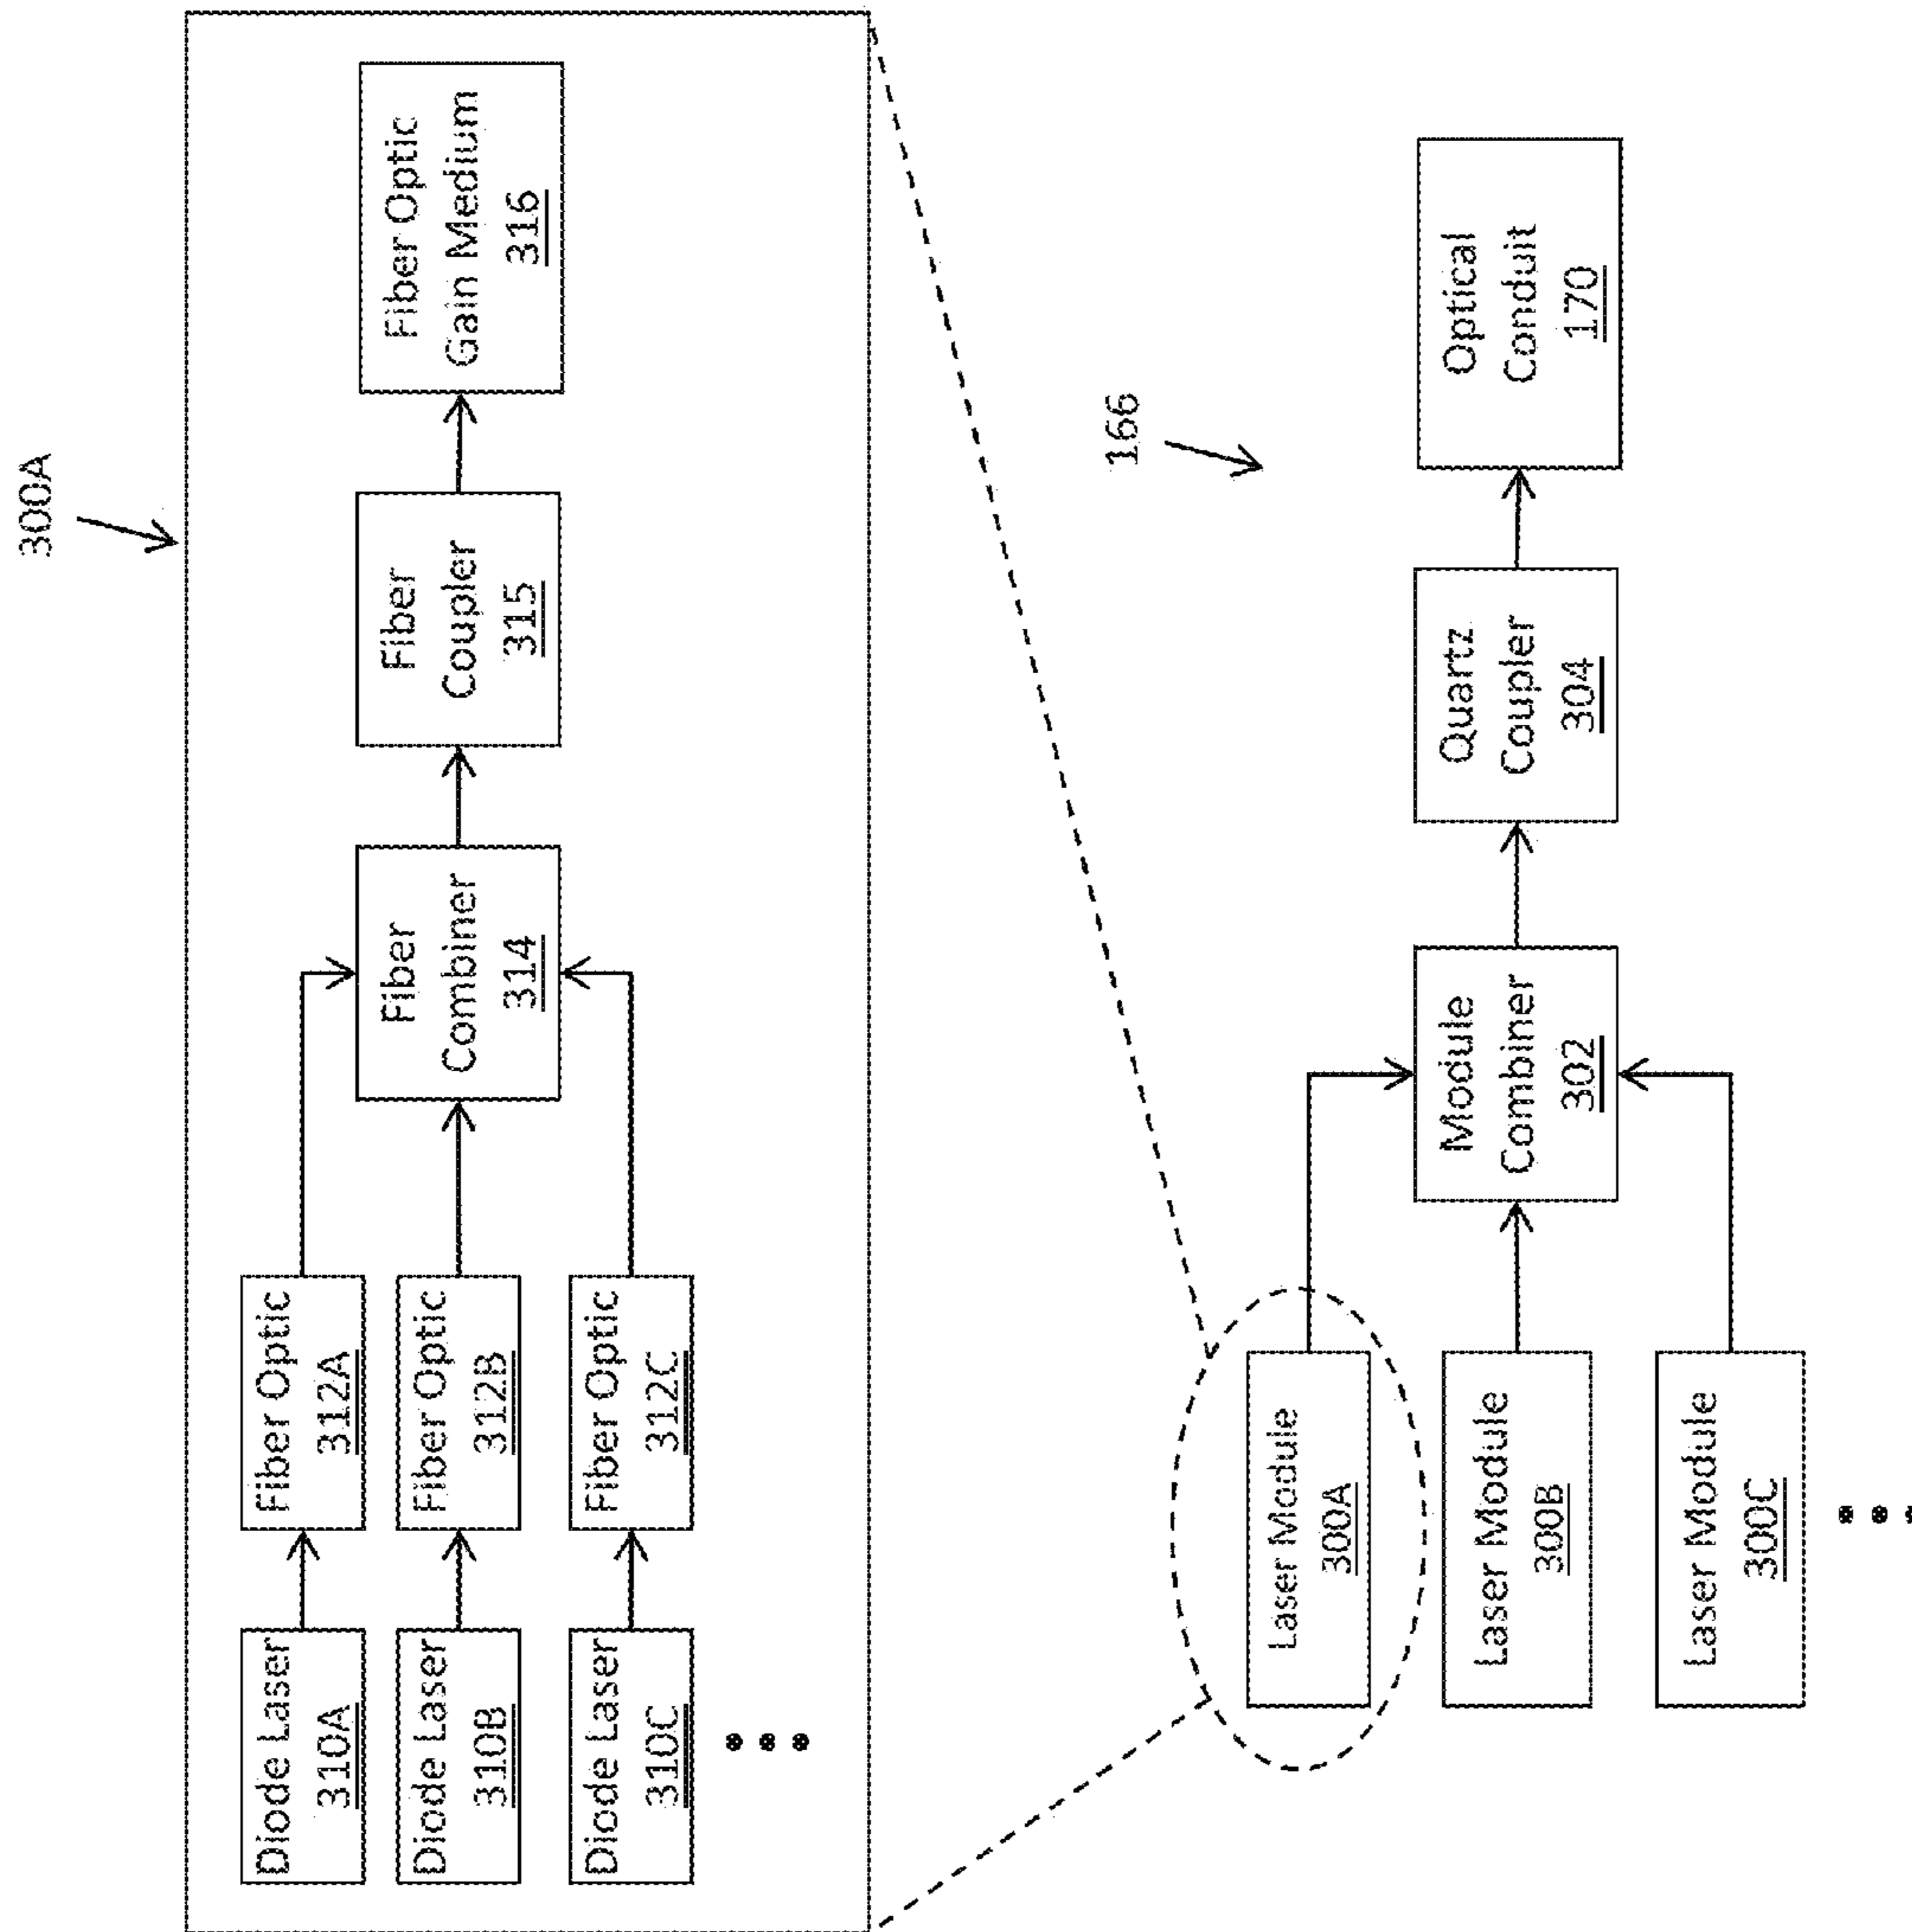 300A
Diode Laser
310A
Fiber Optic
312A
Diode Laser
310B
Fiber Optic
312B
Diode Laser
310C
Fiber Optic
312C
Fiber
Combiner
314
Fiber
Coupler
315
Fiber Optic
Gain Medium
316
166
Laser Module
300A
Laser Module
300B
Laser Module
300C
Module
Combiner
302
Quartz
Coupler
304
Optical
Conduit
170